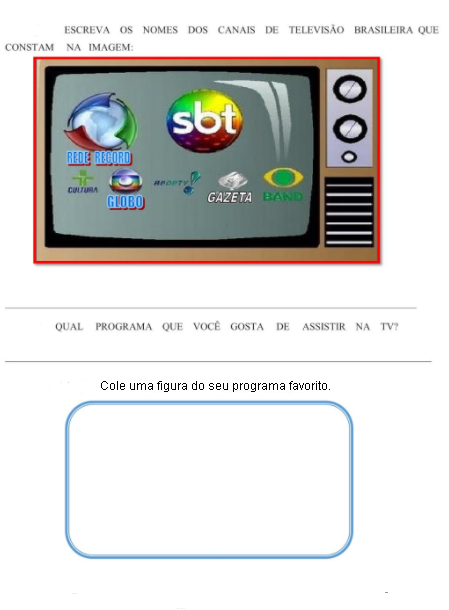 ESCREVA OS NOMES DOS CANAIS DE TELEVISÃO BRASILEIRA QUE
CONSTAM NA IMAGEM:
sbt
REDE RECORD
CULTURA
GLOBO
GAZETA
BAND
QUAL PROGRAMA QUE VOCÊ GOSTA DE ASSISTIR NA TV?
Cole uma figura do seu programa favorito.